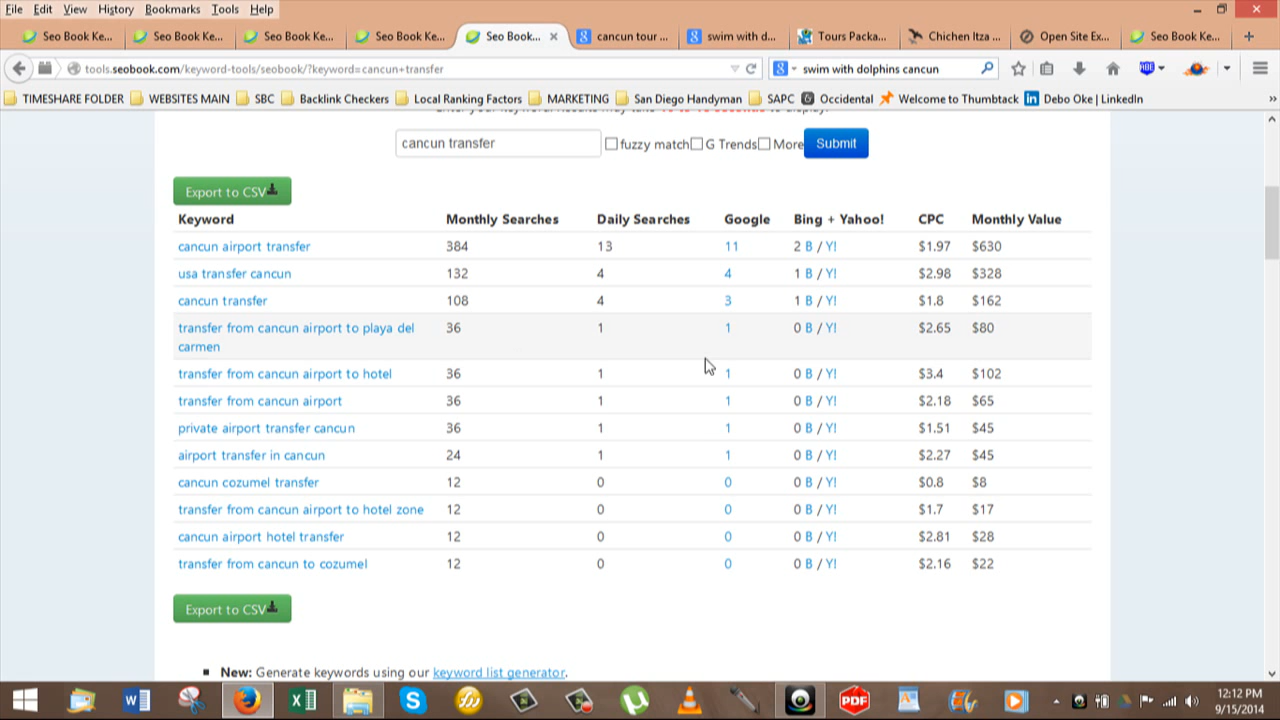 File Edit View History Bookmarks Tools Help
Seo Book Ke... Seo Book Ke... Seo Book Ke... Seo Book Ke... Seo Book... cancun tour ... swim with d... Tours Packa... Chichen Itza ... Open Site Ex... Seo Book Ke...
tools.seobook.com/keyword-tools/seobook/?keyword=cancun+transfer swim with dolphins cancun
TIMESHARE FOLDER WEBSITES MAIN SBC Backlink Checkers Local Ranking Factors MARKETING San Diego Handyman SAPC Occidental Welcome to Thumbtack Debo Oke | LinkedIn »
cancun transfer fuzzy match G Trends More Submit
Export to CSV
Keyword Monthly Searches Daily Searches Google Bing + Yahoo! CPC Monthly Value
cancun airport transfer 384 13 11 2 B / Y! $1.97 $630
usa transfer cancun 132 4 4 1 B / Y! $2.98 $328
cancun transfer 108 4 3 1 B / Y! $1.8 $162
transfer from cancun airport to playa del 36 1 1 0 B / Y! $2.65 $80
carmen
transfer from cancun airport to hotel 36 1 1 0 B / Y! $3.4 $102
transfer from cancun airport 36 1 1 0 B / Y! $2.18 $65
private airport transfer cancun 36 1 1 0 B / Y! $1.51 $45
airport transfer in cancun 24 1 1 0 B / Y! $2.27 $45
cancun cozumel transfer 12 0 0 0 B / Y! $0.8 $8
transfer from cancun airport to hotel zone 12 0 0 0 B / Y! $1.7 $17
cancun airport hotel transfer 12 0 0 0 B / Y! $2.81 $28
transfer from cancun to cozumel 12 0 0 0 B / Y! $2.16 $22
Export to CSV
New: Generate keywords using our keyword list generator.
12:12 PM
9/15/2014